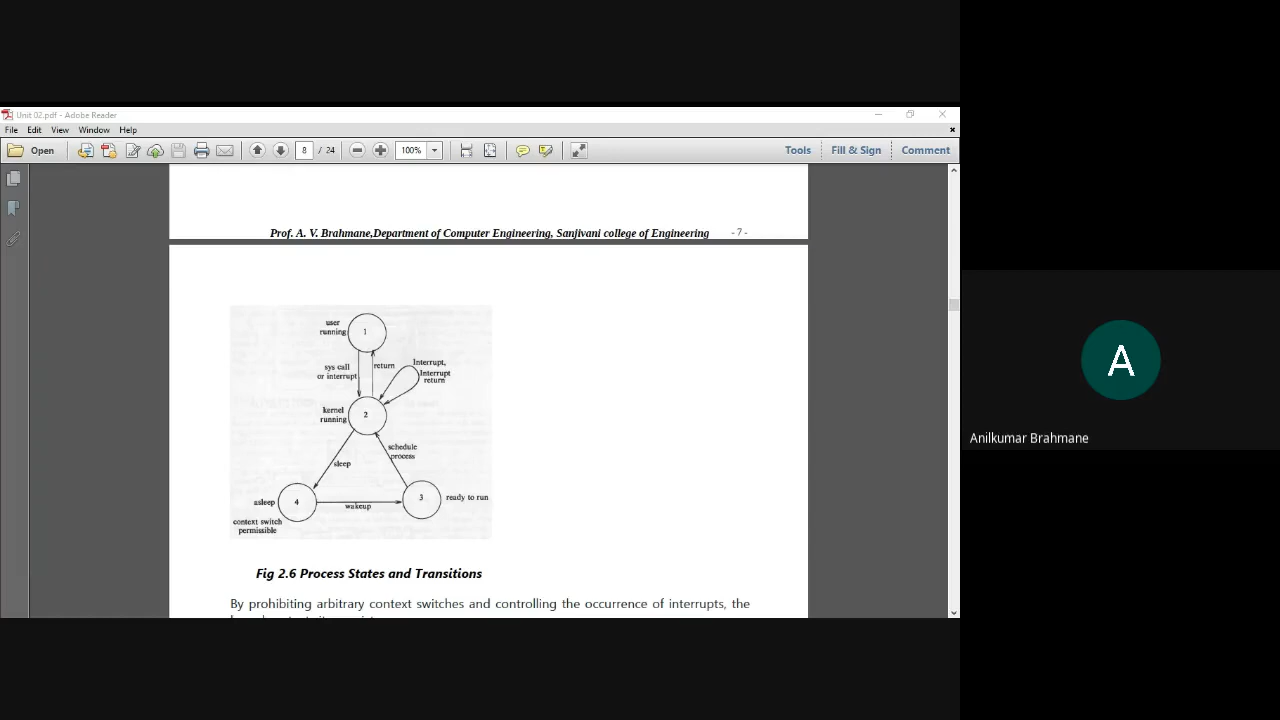 Unit 02.pdf - Adobe Reader
File Edit View Window Help
Open 8 / 24 100% Tools Fill & Sign Comment
Prof. A. V. Brahmane,Department of Computer Engineering, Sanjivani college of Engineering - 7 -
user
running
1
sys call
or interrupt
return
Interrupt,
Interrupt
return
kernel
running
2
schedule
process
sleep
asleep
4
wakeup
3
ready to run
context switch
permissible
Fig 2.6 Process States and Transitions
By prohibiting arbitrary context switches and controlling the occurrence of interrupts, the
A
Anilkumar Brahmane